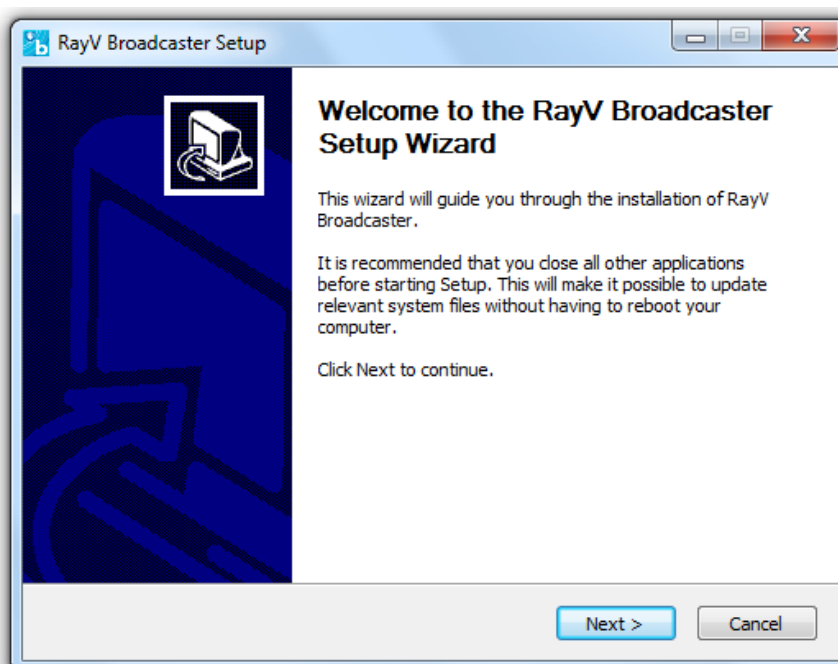 RayV Broadcaster Setup
Welcome to the RayV Broadcaster
Setup Wizard
This wizard will guide you through the installation of RayV
Broadcaster.
It is recommended that you close all other applications
before starting Setup. This will make it possible to update
relevant system files without having to reboot your
computer.
Click Next to continue.
Next >
Cancel